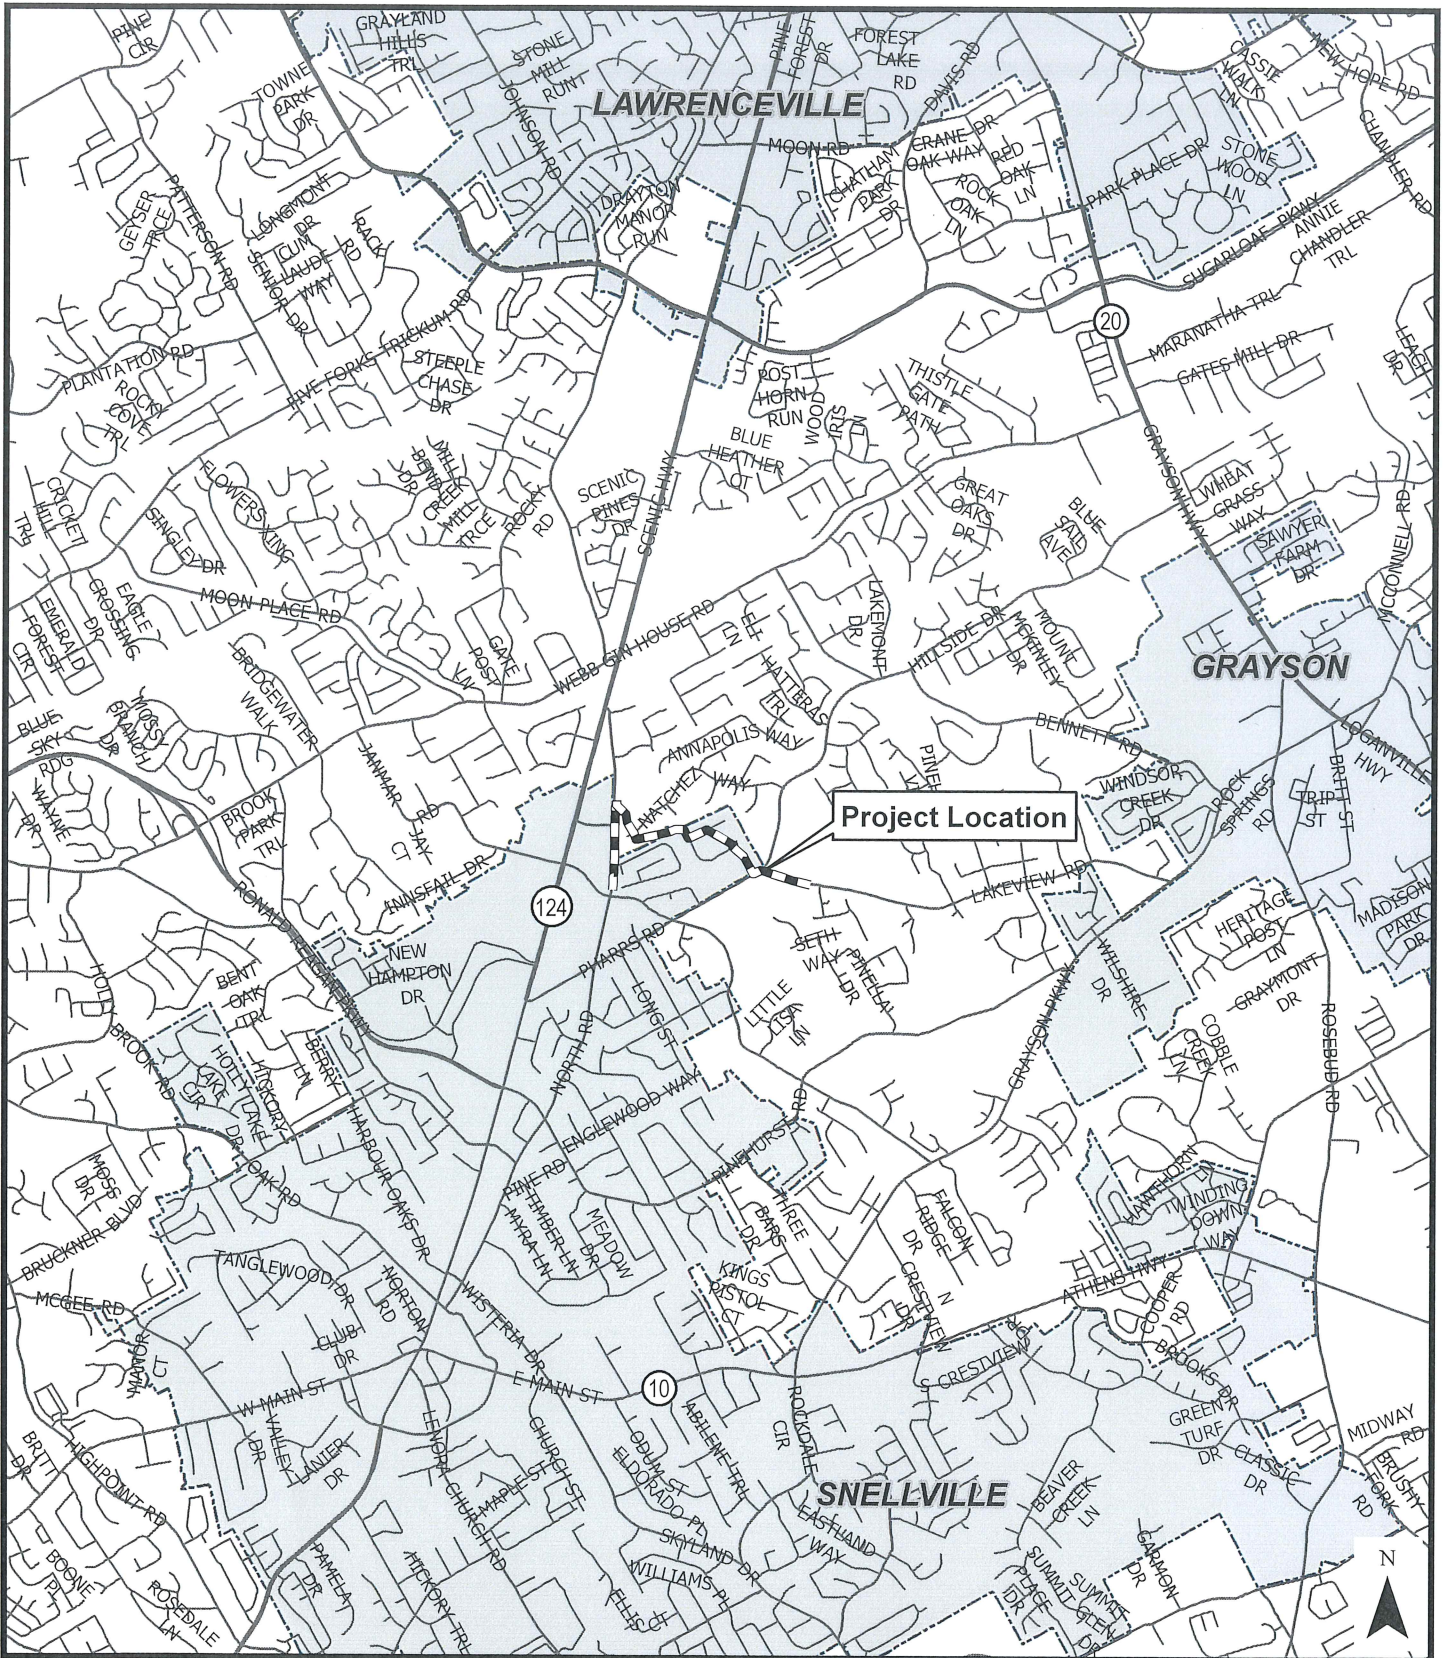 PINE
CIR
GRAYLAND
HILLS
TRL
STONE
MILL
RUN
PINE
FOREST
DR
FOREST
LAKE
RD
DAVIS RD
CASSIE
WALK
LN
NEW HOPE RD
TOWNE
PARK
DR
JOHNSON RD
LAWRENCEVILLE
MOON RD
CRANE DR
OAK WAY
RED
OAK
LN
CHATHAM
PARK
DR
ROCK
OAK
LN
PARK PLACE DR
STONE
WOOD
LN
CHANDLER RD
GEYSER
TRCE
PATTERSON RD
LONGMONT
DR
CUM
LAUDE
WAY
SENIOR DR
RACK
RD
DRAYTON
MANOR
RUN
SUGARLOAF PKWY
ANNIE
CHANDLER
TRL
20
MARANATHA TRL
GATES MILL DR
LEACH
DR
PLANTATION RD
ROCKY
COVE
TRL
FIVE FORKS TRICKUM RD
STEEPLE
CHASE
DR
POST
HORN
RUN
WOOD
IRIS
LN
THISTLE
GATE
PATH
BLUE
HEATHER
CT
CRICKET
HILL
TRL
FLOWERS XING
SINGLEY DR
MILL
CREEK
BEND
DR
MILL
TRCE
ROCKY
RD
SCENIC
PINES
DR
SCENIC HWY
GREAT
OAKS
DR
BLUE
SAIL
AVE
GRAYSON HWY
WHEAT
GRASS
WAY
SAWYER
FARM
DR
MCCONNELL RD
EMERALD
FOREST
CIR
EAGLE
CROSSING
DR
MOON PLACE RD
GATE
POST
LN
WEBB GIN HOUSE RD
ELI
LN
HATTERAS
TRL
LAKEMONT
DR
HILLSIDE DR
MOUNT
MCKINLEY
DR
GRAYSON
BLUE
SKY
RDG
MOSSY
BRANCH
DR
BRIDGEWATER
WALK
JANMAR
RD
JAY
CT
ANNAPOLIS WAY
NATCHEZ WAY
BENNETT RD
LOGANVILLE
HWY
WAYNE
DR
BROOK
PARK
TRL
INNSFAIL DR
Project Location
WINDSOR
CREEK
DR
ROCK
SPRINGS
RD
TRIP
ST
BRITT ST
124
LAKEVIEW RD
MADISON
PARK
DR
RONALD REAGAN PKWY
NEW
HAMPTON
DR
PHARRS RD
SETH
WAY
PINELLA
DR
WILSHIRE
DR
HERITAGE
POST
LN
GRAYMONT
DR
HOLLY
BROOK RD
BENT
OAK
TRL
LONG ST
LITTLE
LISA
LN
GRAYSON PKWY
COBBLE
CREEK
LN
ROSEBUD RD
HOLLY LAKE
DR
LAKE
CIR
HICKORY
LN
BERRY
NORTH RD
ENGLEWOOD WAY
PINEHURST RD
MOSS
DR
OAK RD
HARBOUR OAKS DR
PINE RD
TIMBER LN
MYRA LN
MEADOW
DR
THREE
BARS
DR
FALCON
RIDGE
DR
HAWTHORN
LN
TWINDING
DOWN
WAY
BRUCKNER BLVD
MCGEE RD
TANGLEWOOD DR
NORTON
RD
WISTERIA DR
KINGS
PISTOL
CT
N
CRESTVIEW
DR
ATHENS HWY
COOPER
RD
MANOR
CT
CLUB
DR
E MAIN ST
10
S CRESTVIEW
DR
BROOKS DR
W MAIN ST
VALLEY
DR
LANIER
DR
LENORA CHURCH RD
CHURCH ST
MAPLE ST
ODUM ST
ELDORADO PL
ABILENE TRL
ROCKDALE
CIR
GREEN
TURF
DR
CLASSIC
DR
MIDWAY
RD
BRUSHY
FORK
RD
BRITT
DR
HIGHPOINT RD
SNELLVILLE
BEAVER
CREEK
LN
EASTLAND
WAY
SKYLAND DR
WILLIAMS PL
BOONE
PL
ROSEDALE
LN
PAMELA
DR
HICKORY TRL
ELLIS CT
SUMMIT
PLACE
DR
SUMMIT
GLEN
DR
GARMON
DR
N